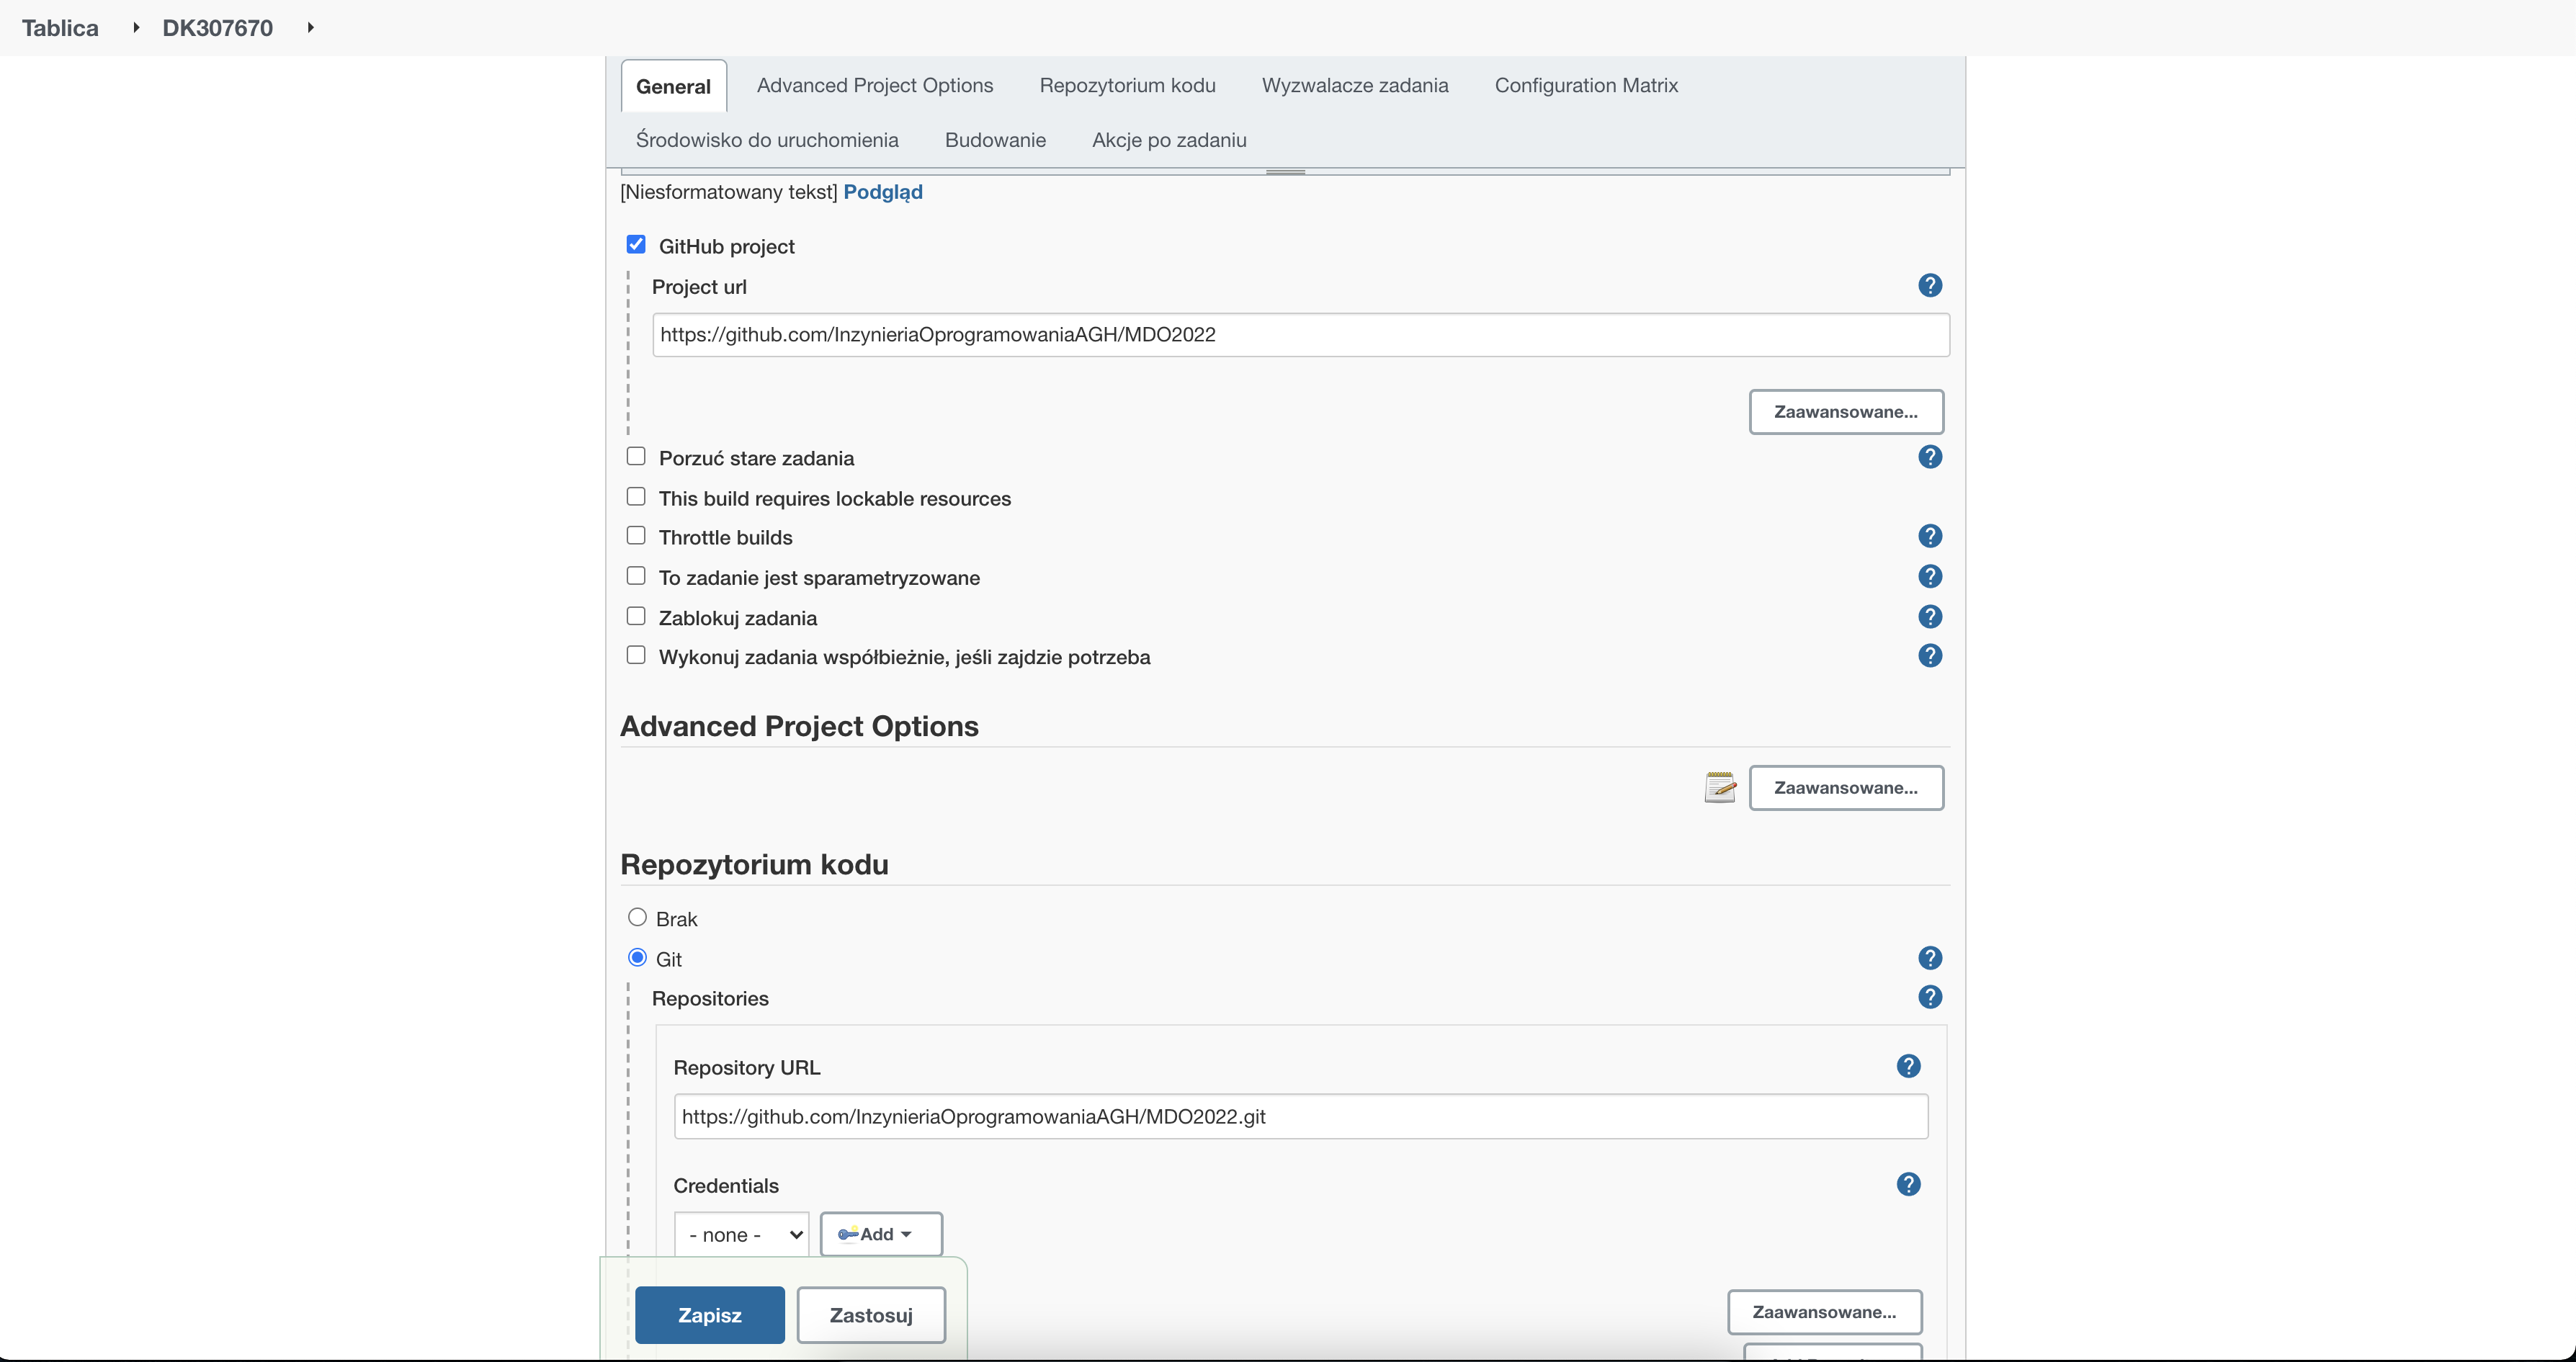 Tablica DK307670
General Advanced Project Options Repozytorium kodu Wyzwalacze zadania Configuration Matrix
Środowisko do uruchomienia Budowanie Akcje po zadaniu
[Niesformatowany tekst] Podgląd
GitHub project
Project url
https://github.com/InzynieriaOprogramowaniaAGH/MDO2022
Zaawansowane...
Porzuć stare zadania
This build requires lockable resources
Throttle builds
To zadanie jest sparametryzowane
Zablokuj zadania
Wykonuj zadania współbieżnie, jeśli zajdzie potrzeba
Advanced Project Options
Zaawansowane...
Repozytorium kodu
Brak
Git
Repositories
Repository URL
https://github.com/InzynieriaOprogramowaniaAGH/MDO2022.git
Credentials
- none - Add
Zapisz Zastosuj Zaawansowane...